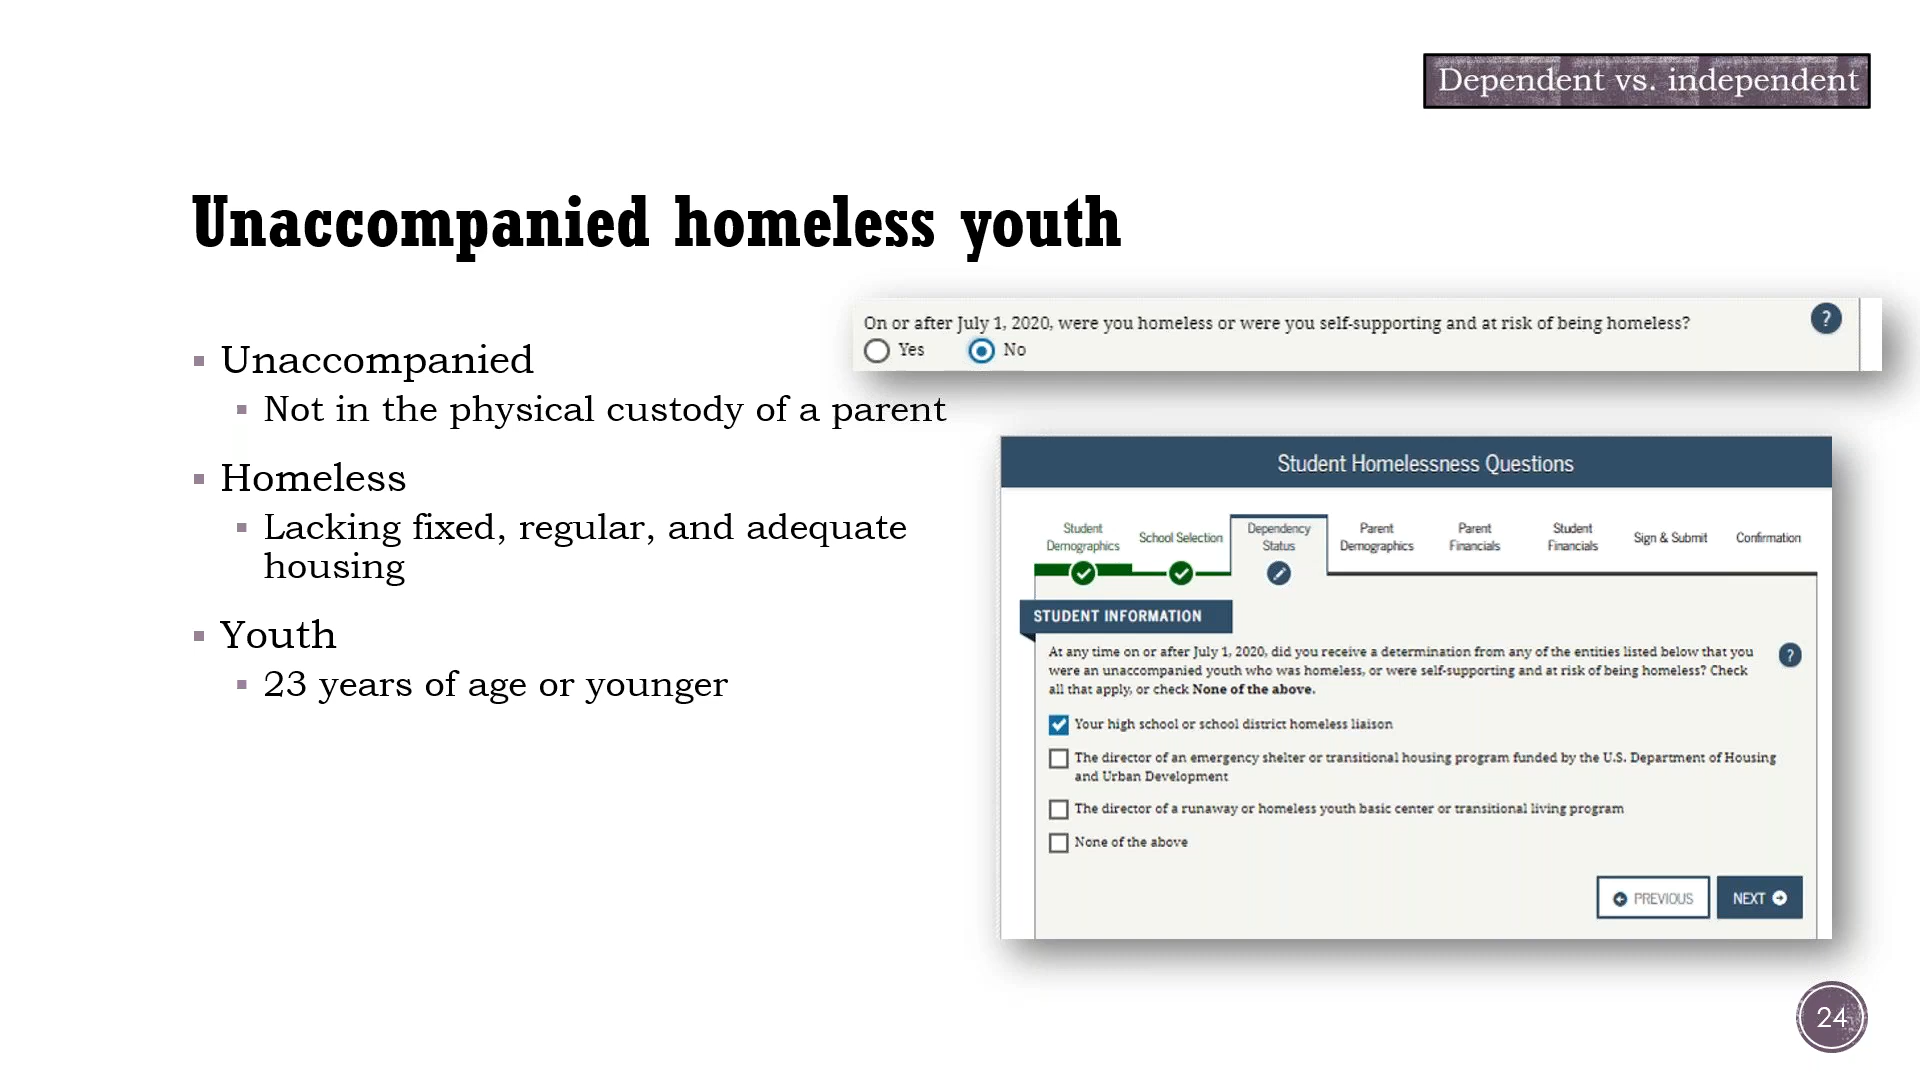 Dependent vs. independent
Unaccompanied homeless youth
On or after July 1, 2020, were you homeless or were you self-supporting and at risk of being homeless?
?
Yes No
Unaccompanied
Not in the physical custody of a parent
Homeless
Lacking fixed, regular, and adequate
housing
Youth
23 years of age or younger
Student Homelessness Questions
Student
Demographics
School Selection
Dependency
Status
Parent
Demographics
Parent
Financials
Student
Financials
Sign & Submit
Confirmation
STUDENT INFORMATION
At any time on or after July 1, 2020, did you receive a determination from any of the entities listed below that you
were an unaccompanied youth who was homeless, or were self-supporting and at risk of being homeless? Check
all that apply, or check None of the above.
?
Your high school or school district homeless liaison
The director of an emergency shelter or transitional housing program funded by the U.S. Department of Housing
and Urban Development
The director of a runaway or homeless youth basic center or transitional living program
None of the above
PREVIOUS
NEXT
24